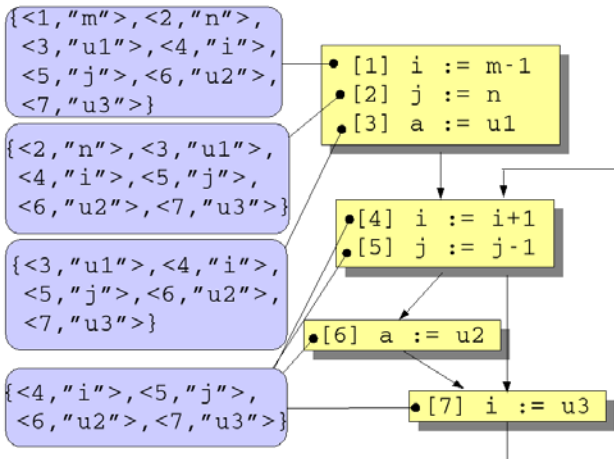 {<1,"m">,<2,"n">,
<3,"u1">,<4,"i">,
<5,"j">,<6,"u2">,
<7,"u3">}
{<2,"n">,<3,"u1">,
<4,"i">,<5,"j">,
<6,"u2">,<7,"u3">}
{<3,"u1">,<4,"i">,
<5,"j">,<6,"u2">,
<7,"u3">}
{<4,"i">,<5,"j">,
<6,"u2">,<7,"u3">}
[1] i := m-1
[2] j := n
[3] a := u1
[4] i := i+1
[5] j := j-1
[6] a := u2
[7] i := u3